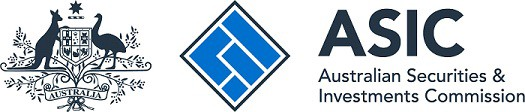 AUSTRALIA
ASIC
Australian Securities &
Investments Commission